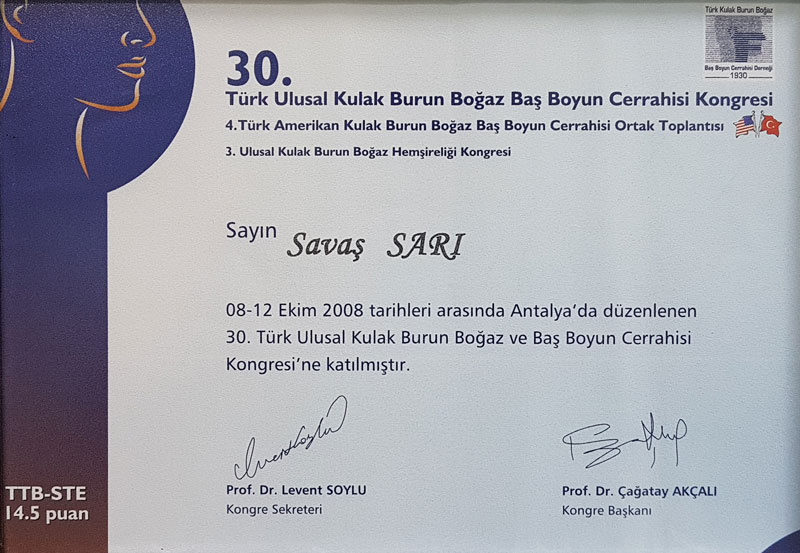 Türk Kulak Burun Boğaz
Baş Boyun Cerrahisi Derneği
1930
30.
Türk Ulusal Kulak Burun Boğaz Baş Boyun Cerrahisi Kongresi
4.Türk Amerikan Kulak Burun Boğaz Baş Boyun Cerrahisi Ortak Toplantısı
3. Ulusal Kulak Burun Boğaz Hemşireliği Kongresi
Sayın Savaş SARI
08-12 Ekim 2008 tarihleri arasında Antalya'da düzenlenen
30. Türk Ulusal Kulak Burun Boğaz ve Baş Boyun Cerrahisi
Kongresi'ne katılmıştır.
Prof. Dr. Levent SOYLU
Kongre Sekreteri
Prof. Dr. Çağatay AKÇALI
Kongre Başkanı
TTB-STE
14.5 puan